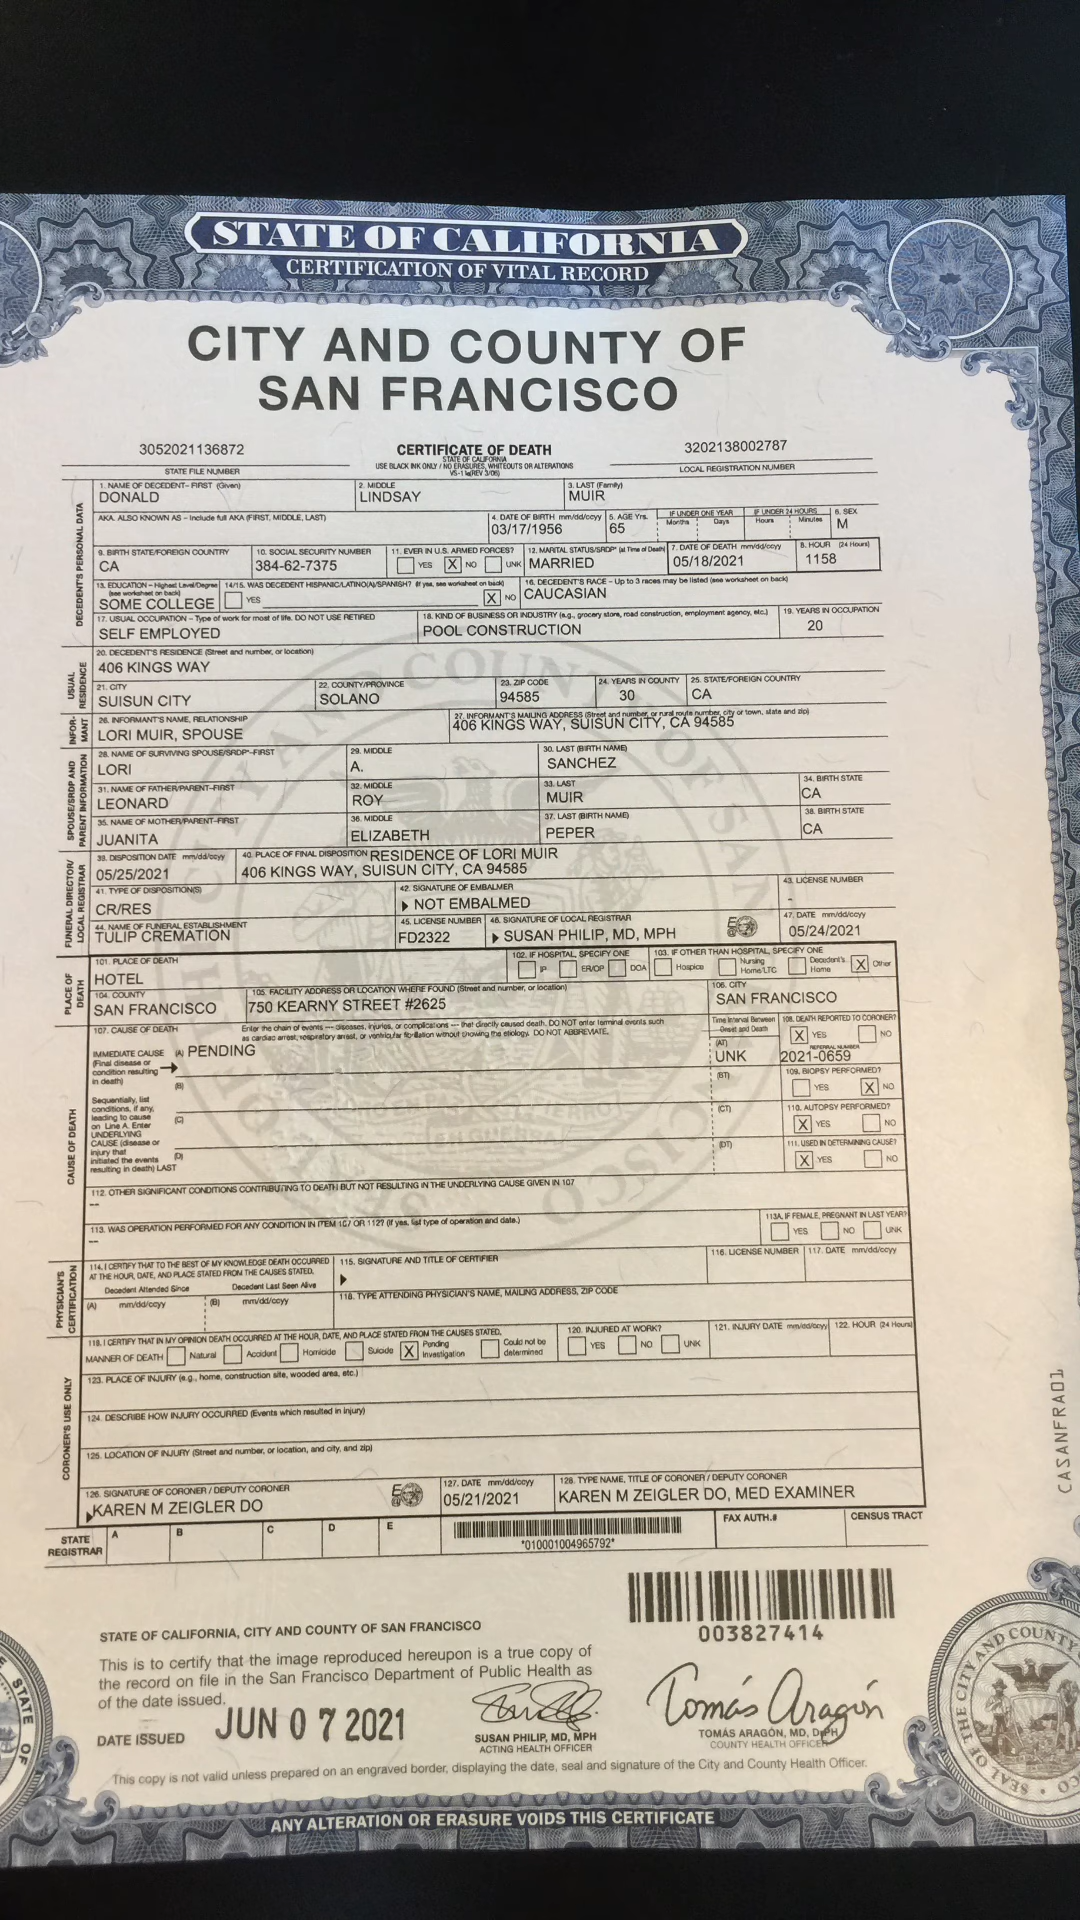 STATE OF CALIFORNIA
CERTIFICATION OF VITAL RECORD
CITY AND COUNTY OF
SAN FRANCISCO
3052021136872
STATE FILE NUMBER
CERTIFICATE OF DEATH
STATE OF CALIFORNIA
USE BLACK INK ONLY / NO ERASURES, WHITEOUTS OR ALTERATIONS
3202138002787
LOCAL REGISTRATION NUMBER
DECEDENT'S PERSONAL DATA
1. NAME OF DECEDENT- FIRST (Given)
DONALD
2. MIDDLE
LINDSAY
3. LAST (Family)
MUIR
AKA. ALSO KNOWN AS - Include full AKA (FIRST, MIDDLE, LAST)
4. DATE OF BIRTH mm/dd/ccyy
03/17/1956
5. AGE Yrs.
65
IF UNDER ONE YEAR
Months Days
IF UNDER 24 HOURS
Hours Minutes
6. SEX
M
9. BIRTH STATE/FOREIGN COUNTRY
CA
10. SOCIAL SECURITY NUMBER
384-62-7375
11. EVER IN U.S. ARMED FORCES?
YES X NO UNK
12. MARITAL STATUS/SRDP* (at Time of Death)
MARRIED
7. DATE OF DEATH mm/dd/ccyy
05/18/2021
8. HOUR (24 Hours)
1158
13. EDUCATION - Highest Level/Degree
(see worksheet on back)
SOME COLLEGE
14/15. WAS DECEDENT HISPANIC/LATINO(A)/SPANISH? (If yes, see worksheet on back)
YES X NO
16. DECEDENT'S RACE - Up to 3 races may be listed (see worksheet on back)
CAUCASIAN
17. USUAL OCCUPATION - Type of work for most of life. DO NOT USE RETIRED
SELF EMPLOYED
18. KIND OF BUSINESS OR INDUSTRY (e.g., grocery store, road construction, employment agency, etc.)
POOL CONSTRUCTION
19. YEARS IN OCCUPATION
20
USUAL RESIDENCE
20. DECEDENT'S RESIDENCE (Street and number, or location)
406 KINGS WAY
21. CITY
SUISUN CITY
22. COUNTY/PROVINCE
SOLANO
23. ZIP CODE
94585
24. YEARS IN COUNTY
30
25. STATE/FOREIGN COUNTRY
CA
INFOR-MANT
26. INFORMANT'S NAME, RELATIONSHIP
LORI MUIR, SPOUSE
27. INFORMANT'S MAILING ADDRESS (Street and number, or rural route number, city or town, state and zip)
406 KINGS WAY, SUISUN CITY, CA 94585
SPOUSE/SRDP AND PARENT INFORMATION
28. NAME OF SURVIVING SPOUSE/SRDP*-FIRST
LORI
29. MIDDLE
A.
30. LAST (BIRTH NAME)
SANCHEZ
31. NAME OF FATHER/PARENT-FIRST
LEONARD
32. MIDDLE
ROY
33. LAST
MUIR
34. BIRTH STATE
CA
35. NAME OF MOTHER/PARENT-FIRST
JUANITA
36. MIDDLE
ELIZABETH
37. LAST (BIRTH NAME)
PEPER
38. BIRTH STATE
CA
FUNERAL DIRECTOR/ LOCAL REGISTRAR
39. DISPOSITION DATE mm/dd/ccyy
05/25/2021
40. PLACE OF FINAL DISPOSITION RESIDENCE OF LORI MUIR
406 KINGS WAY, SUISUN CITY, CA 94585
41. TYPE OF DISPOSITION(S)
CR/RES
42. SIGNATURE OF EMBALMER
NOT EMBALMED
43. LICENSE NUMBER
-
44. NAME OF FUNERAL ESTABLISHMENT
TULIP CREMATION
45. LICENSE NUMBER
FD2322
46. SIGNATURE OF LOCAL REGISTRAR
SUSAN PHILIP, MD, MPH
47. DATE mm/dd/ccyy
05/24/2021
PLACE OF DEATH
101. PLACE OF DEATH
HOTEL
102. IF HOSPITAL, SPECIFY ONE
IP ER/OP DOA
103. IF OTHER THAN HOSPITAL, SPECIFY ONE
Hospice Nursing Home/LTC Decedent's Home X Other
104. COUNTY
SAN FRANCISCO
105. FACILITY ADDRESS OR LOCATION WHERE FOUND (Street and number, or location)
750 KEARNY STREET #2625
106. CITY
SAN FRANCISCO
CAUSE OF DEATH
107. CAUSE OF DEATH
Enter the chain of events --- diseases, injuries, or complications --- that directly caused death. DO NOT enter terminal events such
as cardiac arrest, respiratory arrest, or ventricular fibrillation without showing the etiology. DO NOT ABBREVIATE.
Time Interval Between
Onset and Death
108. DEATH REPORTED TO CORONER?
X YES NO
REFERRAL NUMBER
2021-0659
IMMEDIATE CAUSE (A) PENDING
(Final disease or
condition resulting
in death)
(AT)
UNK
(B)
(BT)
109. BIOPSY PERFORMED?
YES X NO
Sequentially, list
conditions, if any,
leading to cause
on Line A. Enter
UNDERLYING
CAUSE (disease or
injury that
initiated the events
resulting in death) LAST
(C)
(CT)
110. AUTOPSY PERFORMED?
X YES NO
(D)
(DT)
111. USED IN DETERMINING CAUSE?
X YES NO
112. OTHER SIGNIFICANT CONDITIONS CONTRIBUTING TO DEATH BUT NOT RESULTING IN THE UNDERLYING CAUSE GIVEN IN 107
--
113. WAS OPERATION PERFORMED FOR ANY CONDITION IN ITEM 107 OR 112? (If yes, list type of operation and date.)
--
113A. IF FEMALE, PREGNANT IN LAST YEAR?
YES NO UNK
PHYSICIAN'S CERTIFICATION
114. I CERTIFY THAT TO THE BEST OF MY KNOWLEDGE DEATH OCCURRED
AT THE HOUR, DATE, AND PLACE STATED FROM THE CAUSES STATED.
Decedent Attended Since Decedent Last Seen Alive
(A) mm/dd/ccyy (B) mm/dd/ccyy
115. SIGNATURE AND TITLE OF CERTIFIER
116. LICENSE NUMBER
117. DATE mm/dd/ccyy
118. TYPE ATTENDING PHYSICIAN'S NAME, MAILING ADDRESS, ZIP CODE
CORONER'S USE ONLY
119. I CERTIFY THAT IN MY OPINION DEATH OCCURRED AT THE HOUR, DATE, AND PLACE STATED FROM THE CAUSES STATED.
MANNER OF DEATH Natural Accident Homicide Suicide X Pending Investigation Could not be determined
120. INJURED AT WORK?
YES NO UNK
121. INJURY DATE mm/dd/ccyy
122. HOUR (24 Hours)
123. PLACE OF INJURY (e.g., home, construction site, wooded area, etc.)
124. DESCRIBE HOW INJURY OCCURRED (Events which resulted in injury)
125. LOCATION OF INJURY (Street and number, or location, and city, and zip)
126. SIGNATURE OF CORONER / DEPUTY CORONER
KAREN M ZEIGLER DO
127. DATE mm/dd/ccyy
05/21/2021
128. TYPE NAME, TITLE OF CORONER / DEPUTY CORONER
KAREN M ZEIGLER DO, MED EXAMINER
STATE REGISTRAR
A B C D E
*010001004965792*
FAX AUTH.#
CENSUS TRACT
CASANFRA01
003827414
STATE OF CALIFORNIA, CITY AND COUNTY OF SAN FRANCISCO
This is to certify that the image reproduced hereupon is a true copy of
the record on file in the San Francisco Department of Public Health as
of the date issued.
DATE ISSUED JUN 07 2021
SUSAN PHILIP, MD, MPH
ACTING HEALTH OFFICER
Tomás Aragón
TOMÁS ARAGÓN, MD, DrPH
COUNTY HEALTH OFFICER
This copy is not valid unless prepared on an engraved border, displaying the date, seal and signature of the City and County Health Officer.
ANY ALTERATION OR ERASURE VOIDS THIS CERTIFICATE